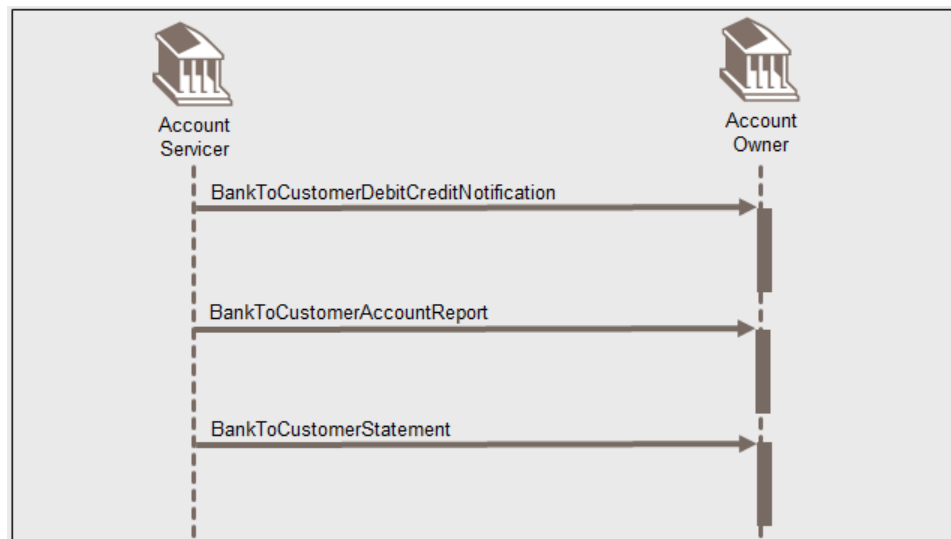 Account
Servicer
Account
Owner
BankToCustomerDebitCreditNotification
BankToCustomerAccountReport
BankToCustomerStatement